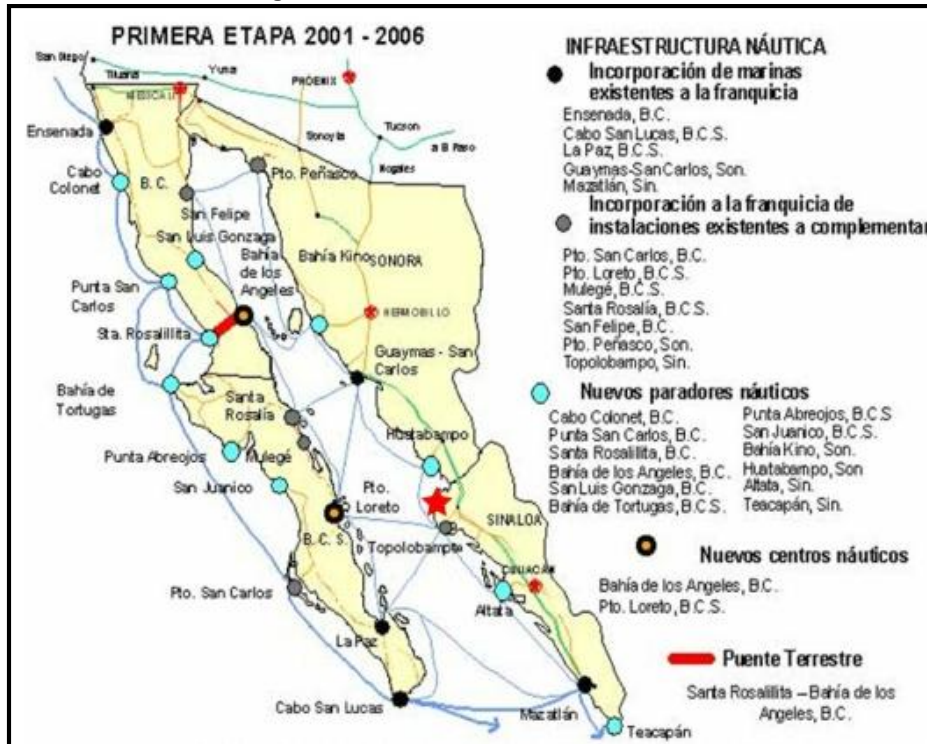 PRIMERA ETAPA 2001 - 2006
San Diego
Tijuana
Yuma
MEXICALI
PHOENIX
Tucson
a El Paso
Sonoyta
Nogales
Ensenada
Cabo
Colonet
B. C.
Pto. Peñasco
San Felipe
San Luis Gonzaga
Bahía
de los
Angeles
Bahía Kino
SONORA
HERMOSILLO
Punta San
Carlos
Sta. Rosalillita
Guaymas - San
Carlos
Bahía de
Tortugas
Santa
Rosalía
Huatabampo
Punta Abreojos
Mulegé
San Juanico
Pto.
Loreto
B.C. S.
SINALOA
Topolobampo
CULIACAN
Pto. San Carlos
Altata
La Paz
Cabo San Lucas
Mazatlán
Teacapán
INFRAESTRUCTURA NÁUTICA
Incorporación de marinas
existentes a la franquicia
Ensenada, B.C.
Cabo San Lucas, B.C.S.
La Paz, B.C.S.
Guaymas-San Carlos, Son.
Mazatlán, Sin.
Incorporación a la franquicia de
instalaciones existentes a complementar
Pto. San Carlos, B.C.
Pto. Loreto, B.C.S.
Mulegé, B.C.S.
Santa Rosalía, B.C.S.
San Felipe, B.C.
Pto. Peñasco, Son.
Topolobampo, Sin.
Nuevos paradores náuticos
Cabo Colonet, B.C.
Punta San Carlos, B.C.
Santa Rosalillita, B.C.
Bahía de los Angeles, B.C.
San Luis Gonzaga, B.C.
Bahía de Tortugas, B.C.S.
Punta Abreojos, B.C.S
San Juanico, B.C.S.
Bahía Kino, Son.
Huatabampo, Son
Altata, Sin.
Teacapán, Sin.
Nuevos centros náuticos
Bahía de los Angeles, B.C.
Pto. Loreto, B.C.S.
Puente Terrestre
Santa Rosalillita – Bahía de los
Angeles, B.C.